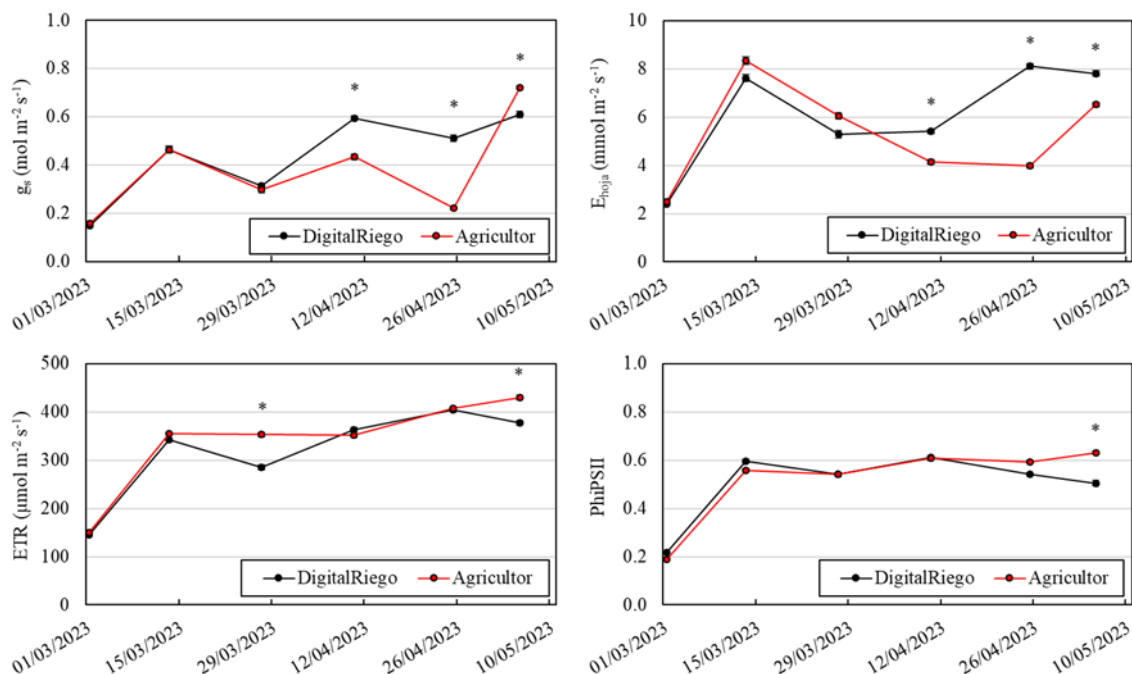 1.0
0.8
0.6
0.4
0.2
0.0
g_s (mol m⁻² s⁻¹)
* * *
DigitalRiego Agricultor
01/03/2023 15/03/2023 29/03/2023 12/04/2023 26/04/2023 10/05/2023
10
8
6
4
2
0
E_hoja (mmol m⁻² s⁻¹)
* * *
DigitalRiego Agricultor
01/03/2023 15/03/2023 29/03/2023 12/04/2023 26/04/2023 10/05/2023
500
400
300
200
100
0
ETR (µmol m⁻² s⁻¹)
* *
DigitalRiego Agricultor
01/03/2023 15/03/2023 29/03/2023 12/04/2023 26/04/2023 10/05/2023
1.0
0.8
0.6
0.4
0.2
0.0
PhiPSII
*
DigitalRiego Agricultor
01/03/2023 15/03/2023 29/03/2023 12/04/2023 26/04/2023 10/05/2023